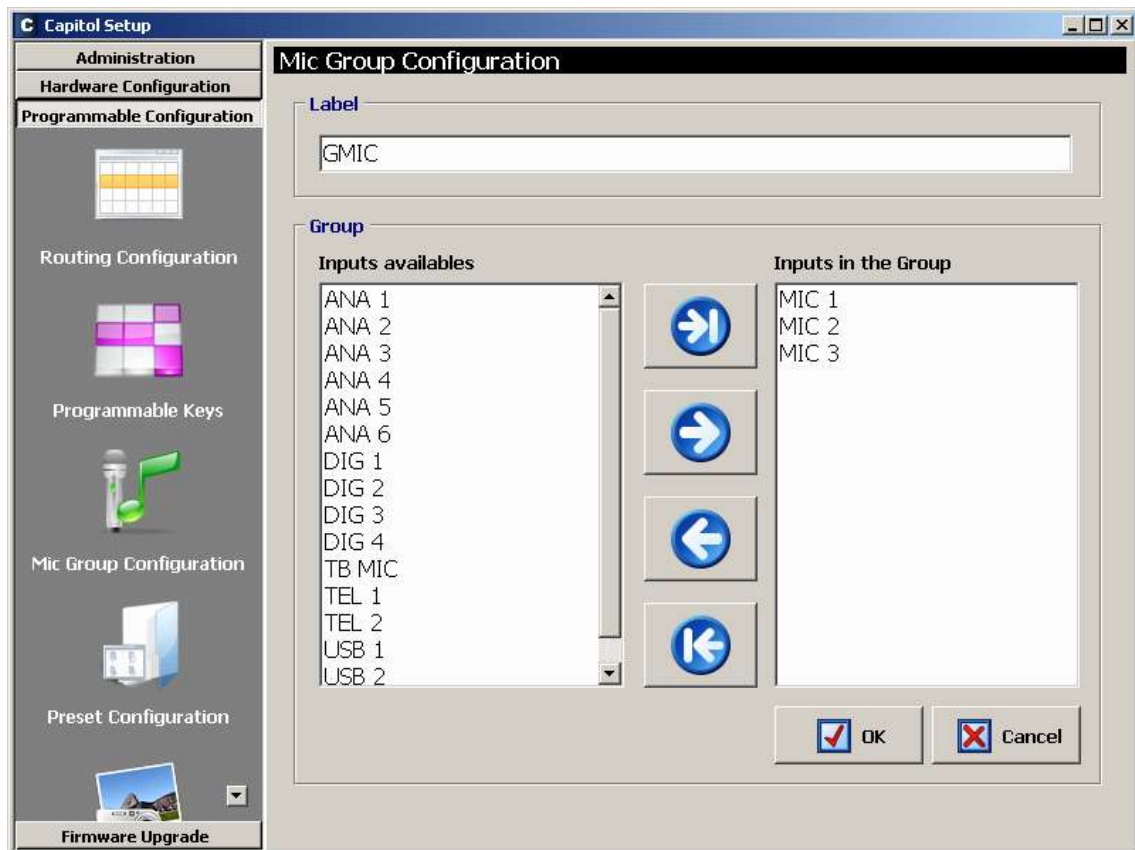 C Capitol Setup
Administration
Hardware Configuration
Programmable Configuration
Routing Configuration
Programmable Keys
Mic Group Configuration
Preset Configuration
Firmware Upgrade
Mic Group Configuration
Label
GMIC
Group
Inputs availables
ANA 1
ANA 2
ANA 3
ANA 4
ANA 5
ANA 6
DIG 1
DIG 2
DIG 3
DIG 4
TB MIC
TEL 1
TEL 2
USB 1
USB 2
Inputs in the Group
MIC 1
MIC 2
MIC 3
OK
Cancel